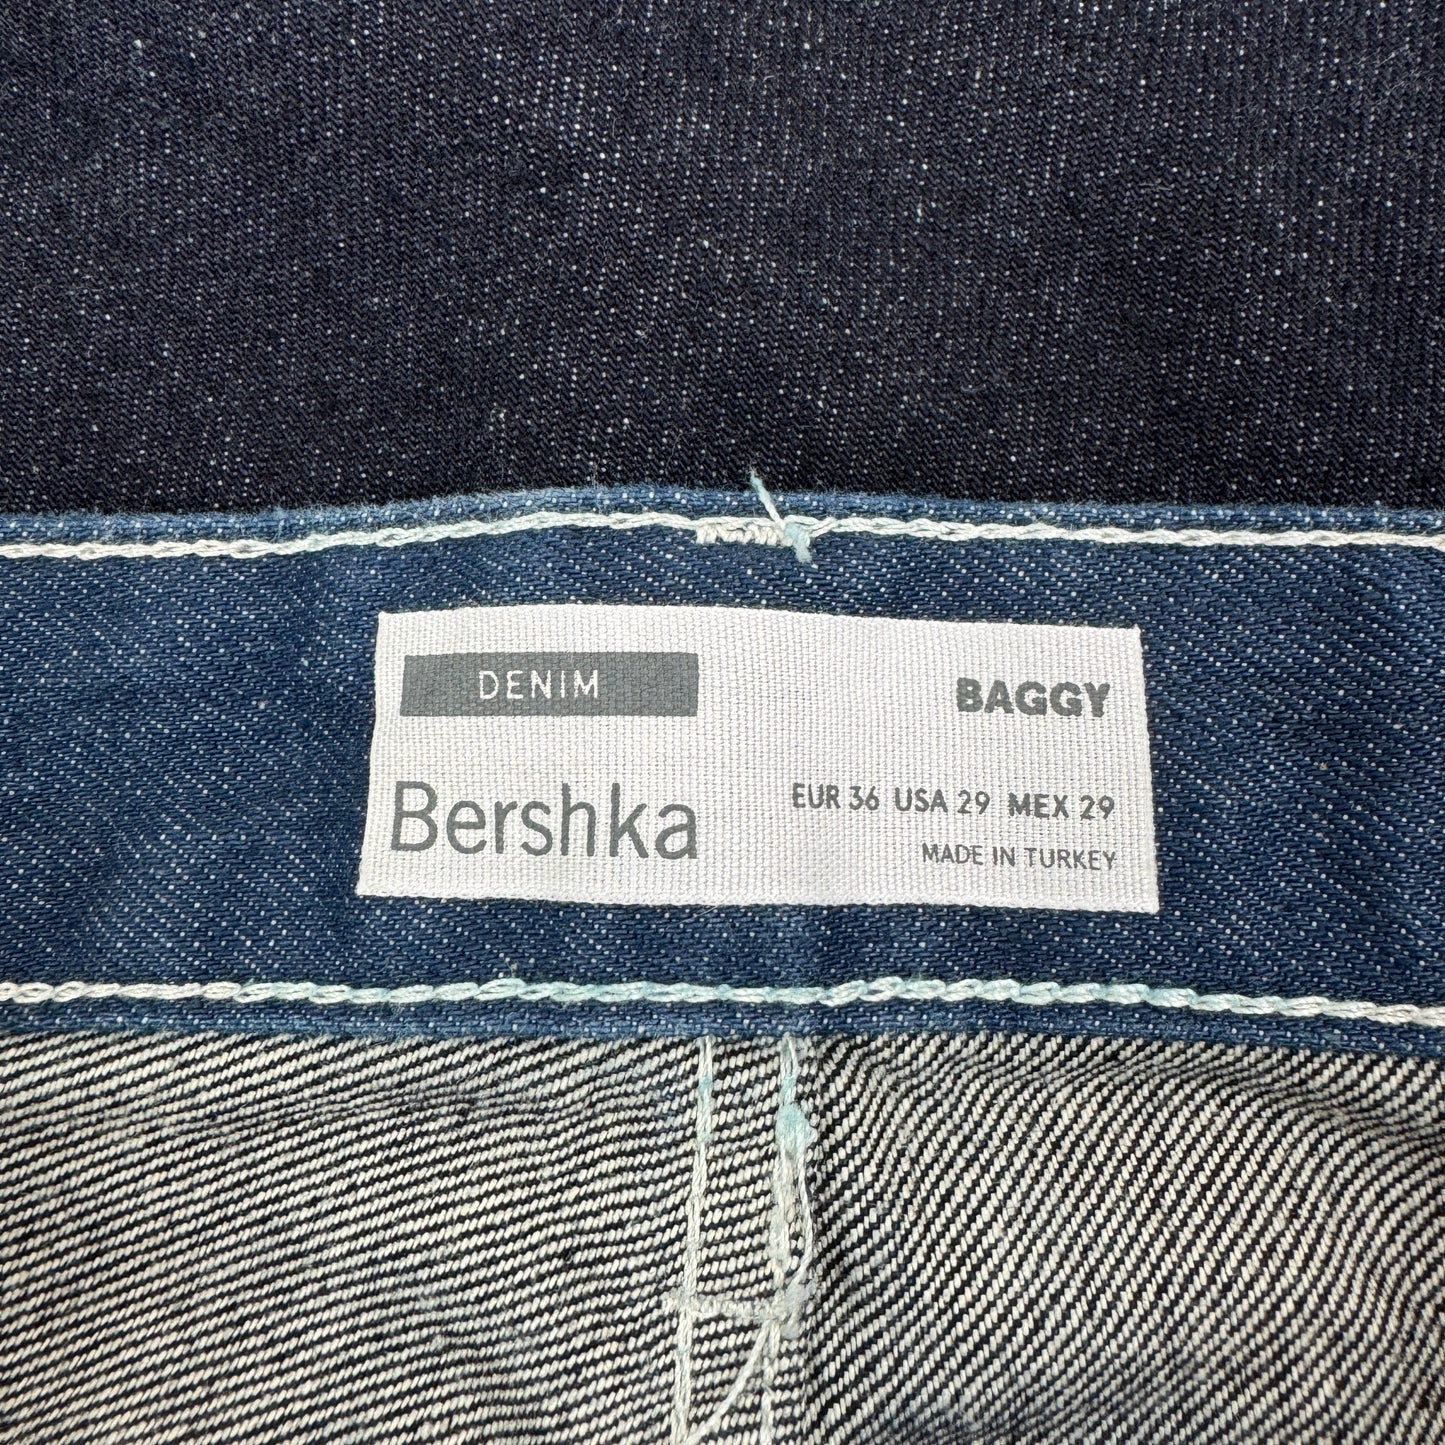 DENIM
BAGGY
Bershka
EUR 36 USA 29 MEX 29
MADE IN TURKEY